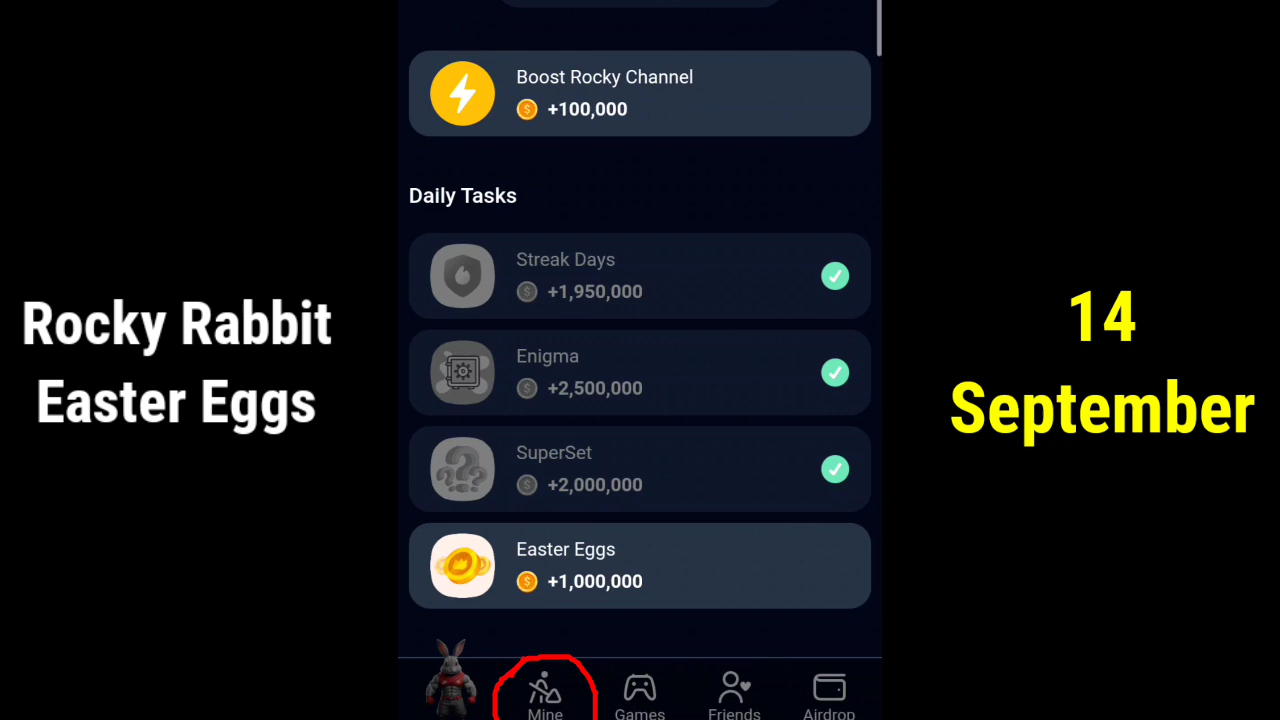 Boost Rocky Channel
+100,000
Daily Tasks
Streak Days
+1,950,000
Enigma
+2,500,000
SuperSet
+2,000,000
Easter Eggs
+1,000,000
Mine
Games
Friends
Airdrop
Rocky Rabbit
Easter Eggs
14
September